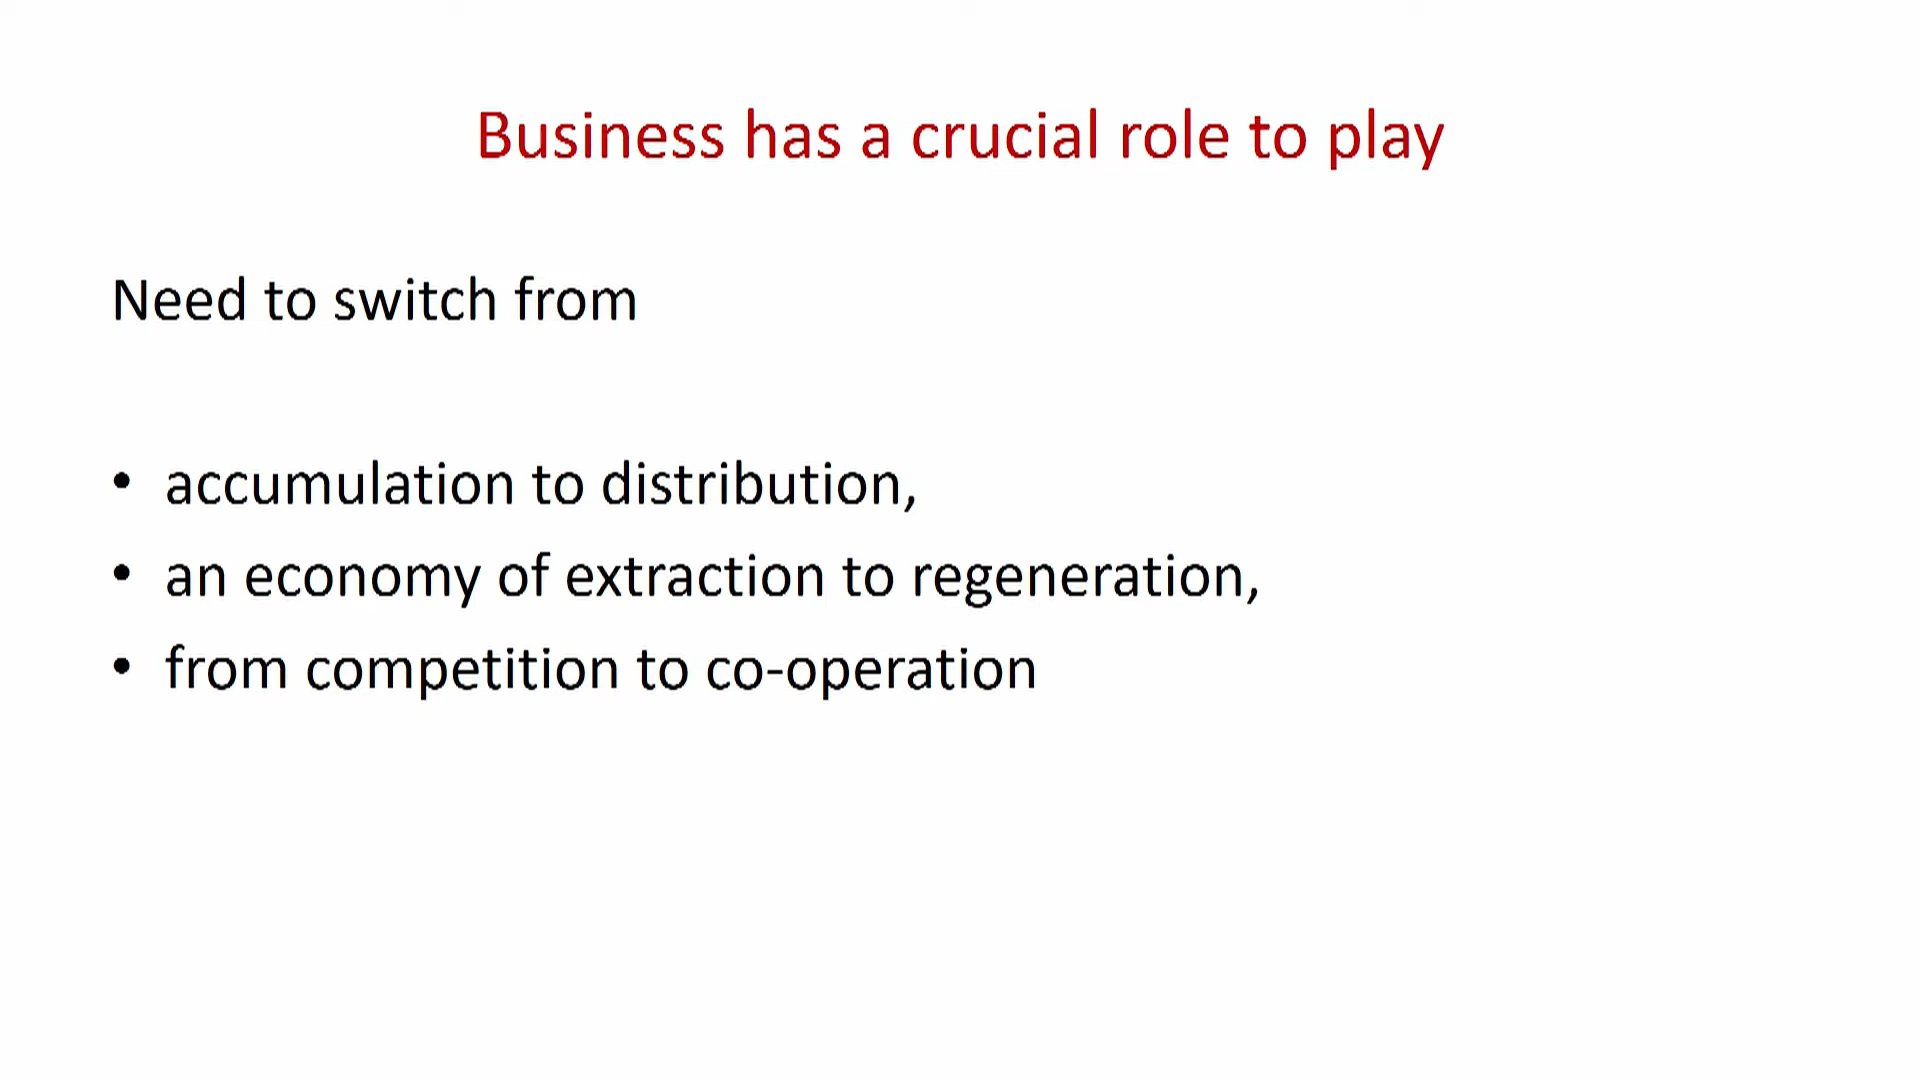 Business has a crucial role to play
Need to switch from
• accumulation to distribution,
• an economy of extraction to regeneration,
• from competition to co-operation